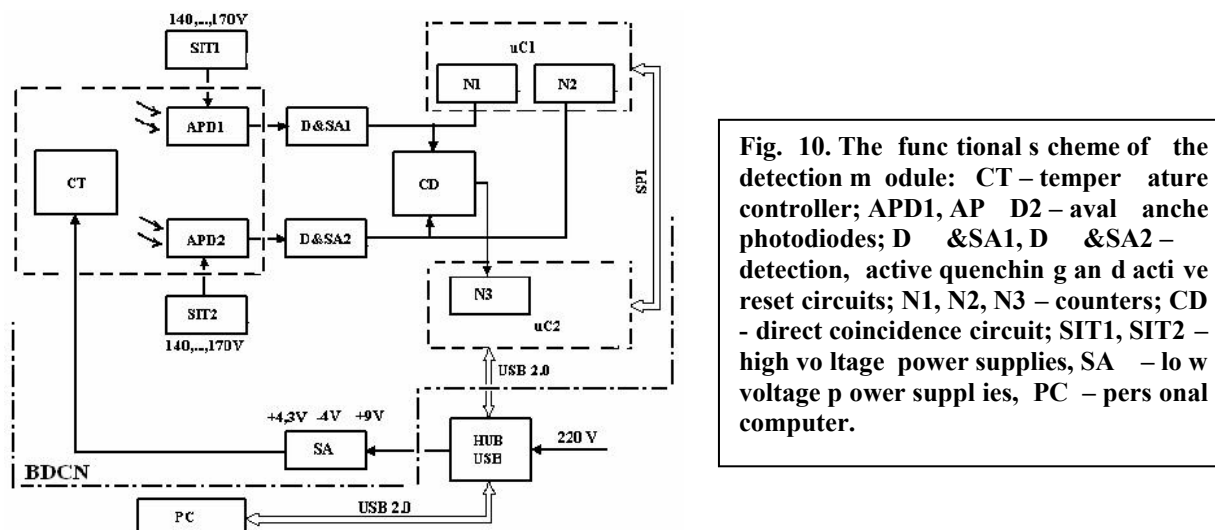 140,...,170V
SIT1
uC1
N1 N2
APD1 D&SA1
CT
CD
SPI
APD2 D&SA2
N3
SIT2
uC2
140,...,170V
USB 2.0
+4,3V -4V +9V
SA
HUB
USB
220 V
BDCN
USB 2.0
PC
Fig. 10. The func tional s cheme of the
detection m odule: CT – temper ature
controller; APD1, AP D2 – aval anche
photodiodes; D &SA1, D &SA2 –
detection, active quenchin g an d acti ve
reset circuits; N1, N2, N3 – counters; CD
- direct coincidence circuit; SIT1, SIT2 –
high vo ltage power supplies, SA – lo w
voltage p ower suppl ies, PC – pers onal
computer.